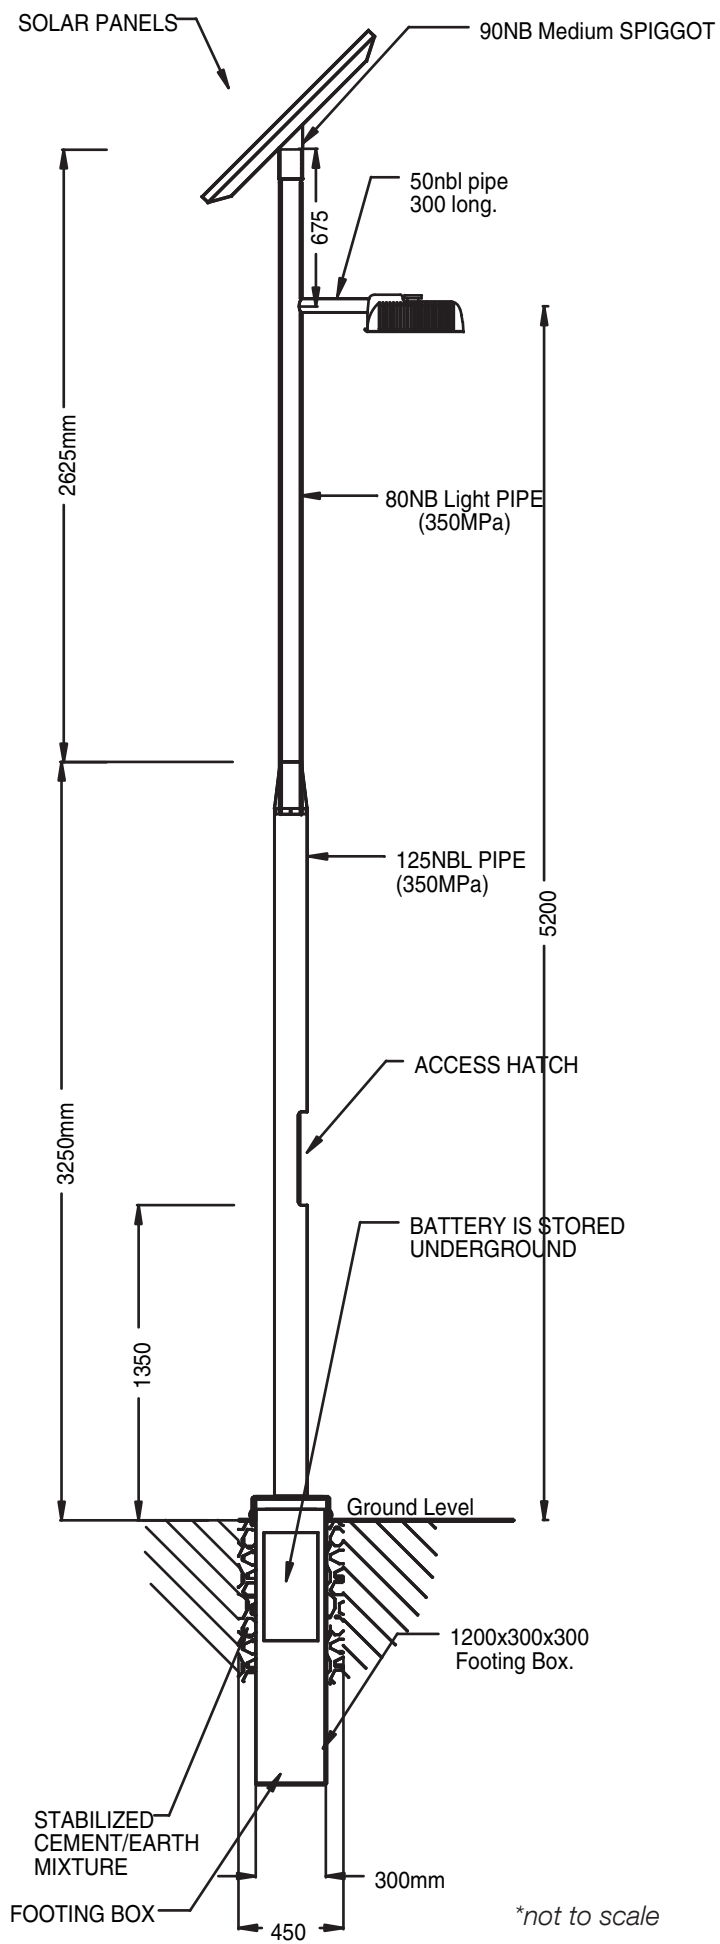 SOLAR PANELS
90NB Medium SPIGGOT
50nbl pipe
300 long.
675
2625mm
80NB Light PIPE
(350MPa)
125NBL PIPE
(350MPa)
5200
ACCESS HATCH
3250mm
BATTERY IS STORED
UNDERGROUND
1350
Ground Level
1200x300x300
Footing Box.
STABILIZED
CEMENT/EARTH
MIXTURE
300mm
FOOTING BOX
450
*not to scale